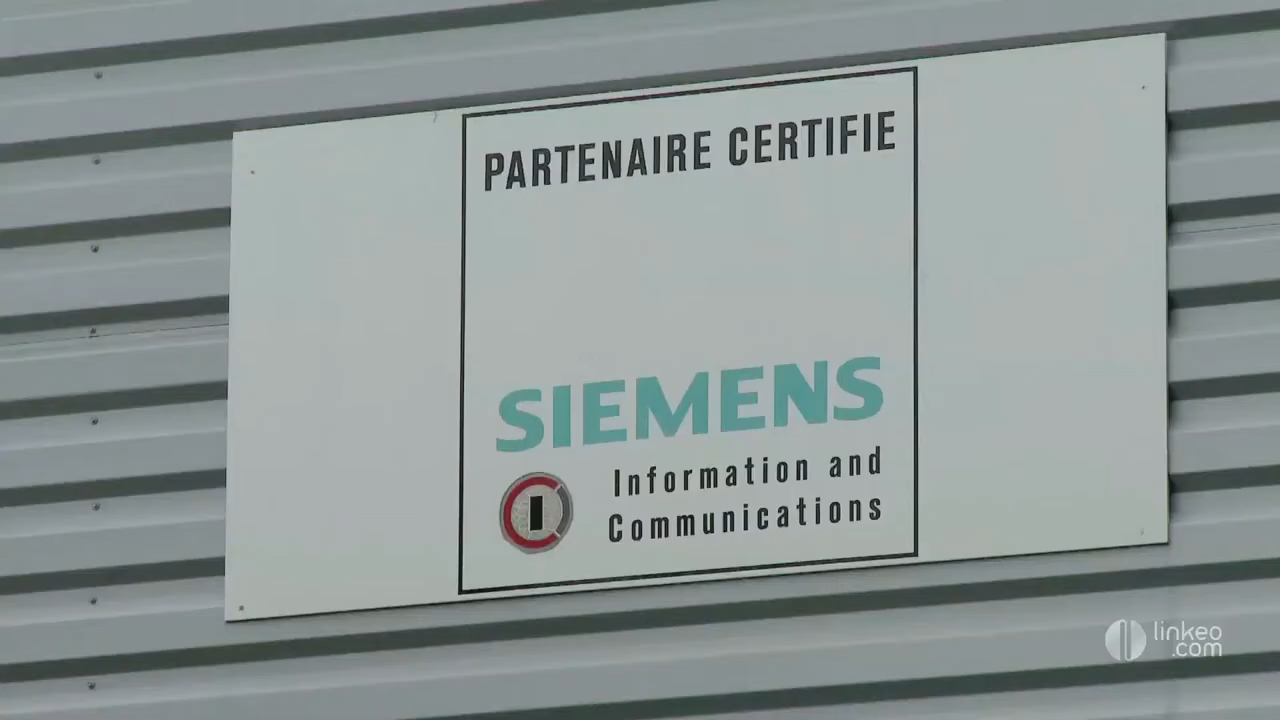 PARTENAIRE CERTIFIE
SIEMENS
Information and
Communications
linkeo
.com